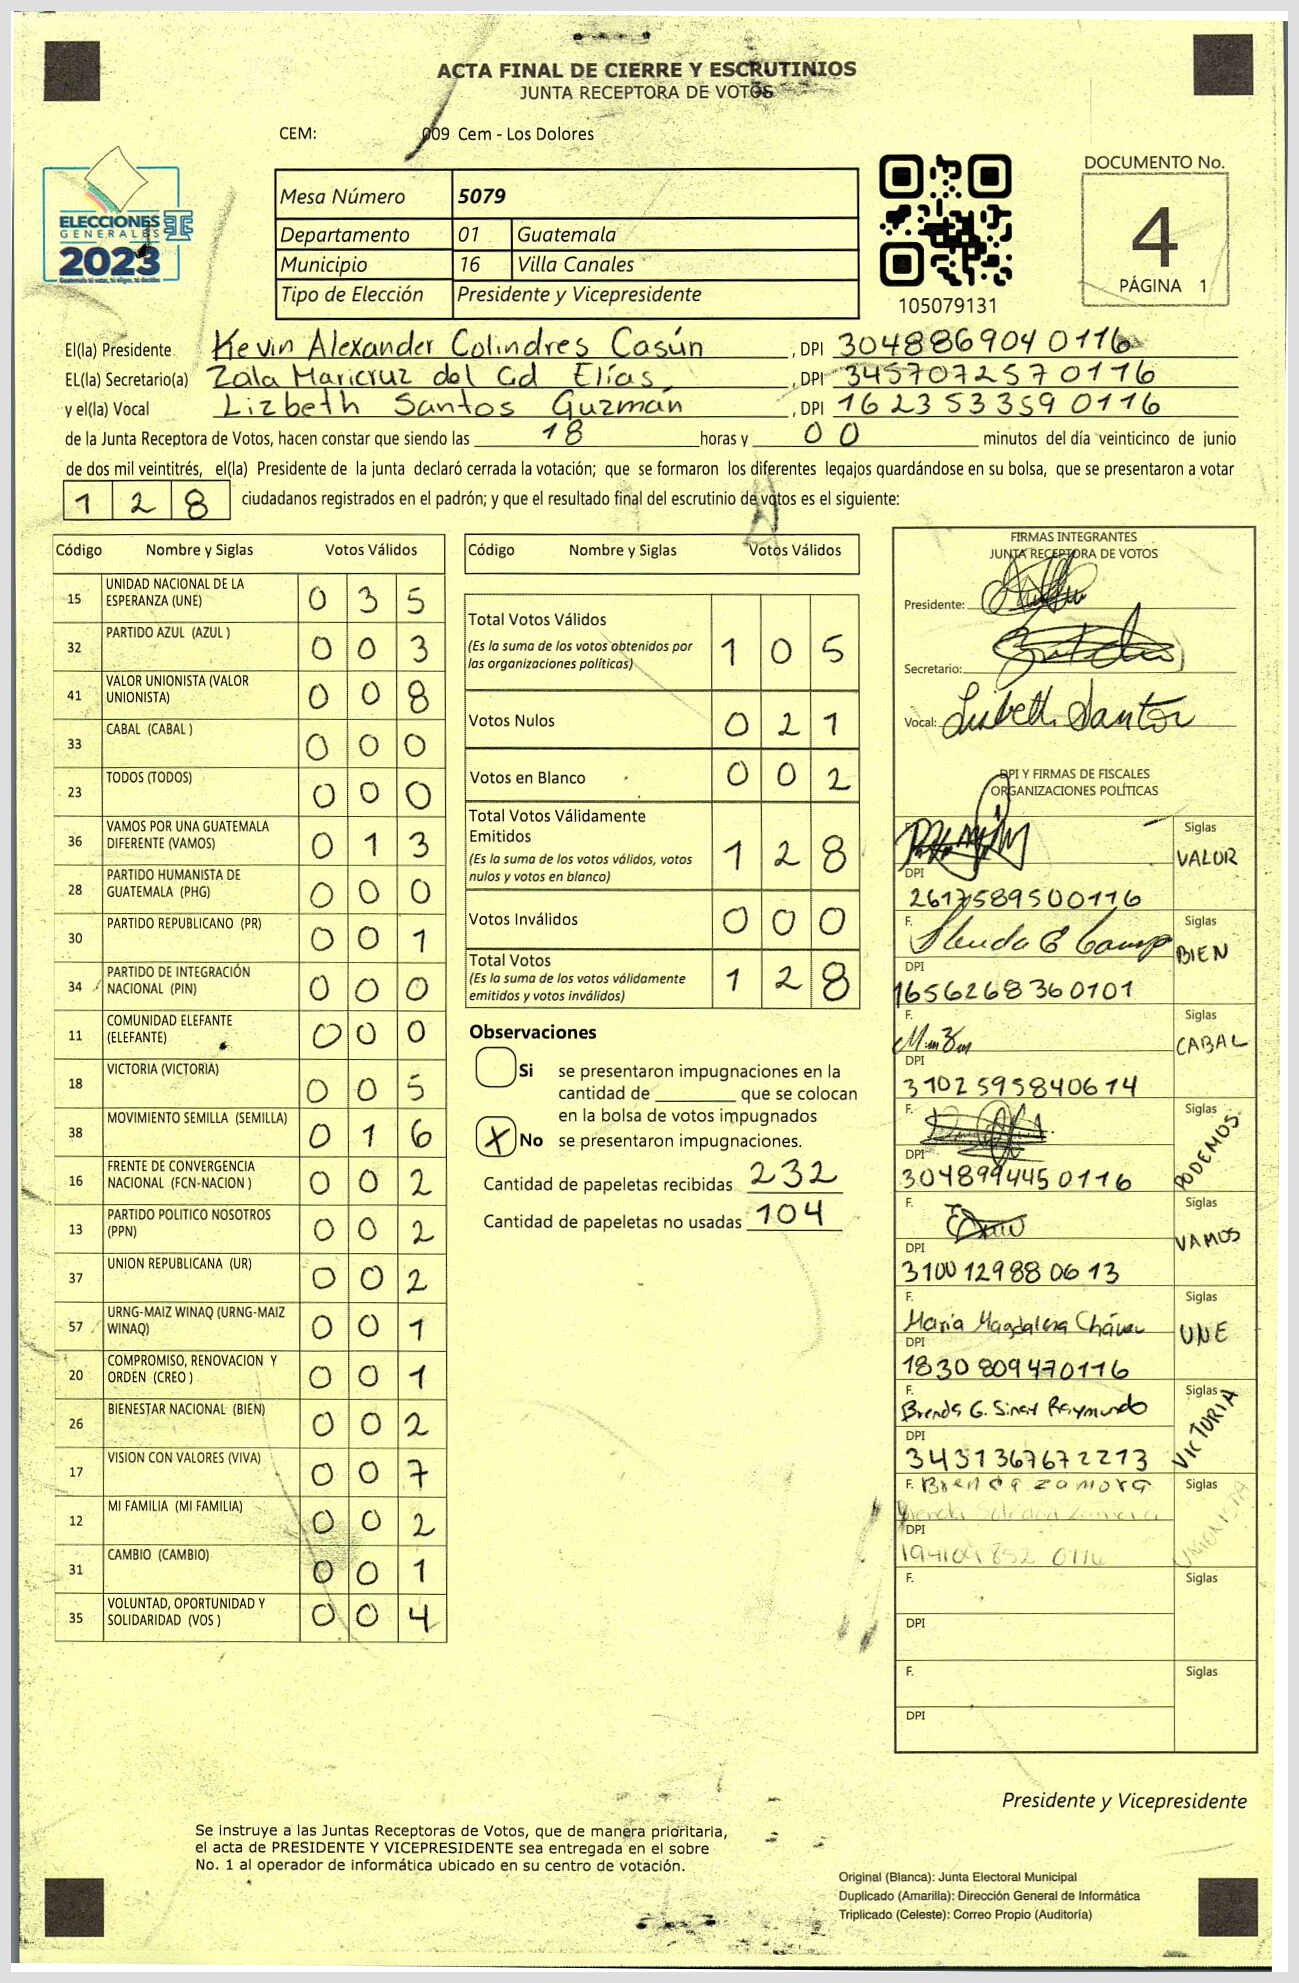 ACTA FINAL DE CIERRE Y ESCRUTINIOS
JUNTA RECEPTORA DE VOTOS
CEM: 009 Cem - Los Dolores
ELECCIONES
GENERALES
2023
Mesa Número 5079
Departamento 01 Guatemala
Municipio 16 Villa Canales
Tipo de Elección Presidente y Vicepresidente
105079131
DOCUMENTO No.
4
PÁGINA 1
El(la) Presidente Kevin Alexander Colindres Casún , DPI 304886904 0116
EL(la) Secretario(a) Zoila Maricruz del Cid Elías , DPI 345707257 0116
y el(la) Vocal Lizbeth Santos Guzmán , DPI 162353359 0116
de la Junta Receptora de Votos, hacen constar que siendo las 18 horas y 00 minutos del día veinticinco de junio
de dos mil veintitrés, el(la) Presidente de la junta declaró cerrada la votación; que se formaron los diferentes legajos guardándose en su bolsa, que se presentaron a votar
128 ciudadanos registrados en el padrón; y que el resultado final del escrutinio de votos es el siguiente:
Código Nombre y Siglas Votos Válidos
15 UNIDAD NACIONAL DE LA ESPERANZA (UNE) 0 3 5
32 PARTIDO AZUL (AZUL ) 0 0 3
41 VALOR UNIONISTA (VALOR UNIONISTA) 0 0 8
33 CABAL (CABAL ) 0 0 0
23 TODOS (TODOS) 0 0 0
36 VAMOS POR UNA GUATEMALA DIFERENTE (VAMOS) 0 1 3
28 PARTIDO HUMANISTA DE GUATEMALA (PHG) 0 0 0
30 PARTIDO REPUBLICANO (PR) 0 0 1
34 PARTIDO DE INTEGRACIÓN NACIONAL (PIN) 0 0 0
11 COMUNIDAD ELEFANTE (ELEFANTE) 0 0 0
18 VICTORIA (VICTORIA) 0 0 5
38 MOVIMIENTO SEMILLA (SEMILLA) 0 1 6
16 FRENTE DE CONVERGENCIA NACIONAL (FCN-NACION ) 0 0 2
13 PARTIDO POLITICO NOSOTROS (PPN) 0 0 2
37 UNION REPUBLICANA (UR) 0 0 2
57 URNG-MAIZ WINAQ (URNG-MAIZ WINAQ) 0 0 1
20 COMPROMISO, RENOVACION Y ORDEN (CREO ) 0 0 1
26 BIENESTAR NACIONAL (BIEN) 0 0 2
17 VISION CON VALORES (VIVA) 0 0 7
12 MI FAMILIA (MI FAMILIA) 0 0 2
31 CAMBIO (CAMBIO) 0 0 1
35 VOLUNTAD, OPORTUNIDAD Y SOLIDARIDAD (VOS ) 0 0 4
Código Nombre y Siglas Votos Válidos
Total Votos Válidos 1 0 5
(Es la suma de los votos obtenidos por
las organizaciones políticas)
Votos Nulos 0 2 1
Votos en Blanco 0 0 2
Total Votos Válidamente
Emitidos 1 2 8
(Es la suma de los votos válidos, votos
nulos y votos en blanco)
Votos Inválidos 0 0 0
Total Votos 1 2 8
(Es la suma de los votos válidamente
emitidos y votos inválidos)
Observaciones
Si se presentaron impugnaciones en la
cantidad de ________ que se colocan
en la bolsa de votos impugnados
X No se presentaron impugnaciones.
Cantidad de papeletas recibidas 232
Cantidad de papeletas no usadas 104
FIRMAS INTEGRANTES
JUNTA RECEPTORA DE VOTOS
Presidente:
Secretario:
Vocal: Lisbeth Santos
DPI Y FIRMAS DE FISCALES
ORGANIZACIONES POLÍTICAS
F. Siglas VALOR
DPI 2617589500116
F. Siglas BIEN
DPI 1656268360101
F. Siglas CABAL
DPI 3102595840614
F. Siglas PODEMOS
DPI 3048994450116
F. Siglas VAMOS
DPI 3100129880613
F. Maria Magdalena Chávez Siglas UNE
DPI 1830809470116
F. Brenda G. Sinay Raymundo Siglas VICTORIA
DPI 3431367672213
F. Brenda Zamora Siglas UNIONISTA
DPI
F. Siglas
DPI
F. Siglas
DPI
Presidente y Vicepresidente
Se instruye a las Juntas Receptoras de Votos, que de manera prioritaria,
el acta de PRESIDENTE Y VICEPRESIDENTE sea entregada en el sobre
No. 1 al operador de informática ubicado en su centro de votación.
Original (Blanca): Junta Electoral Municipal
Duplicado (Amarilla): Dirección General de Informática
Triplicado (Celeste): Correo Propio (Auditoría)